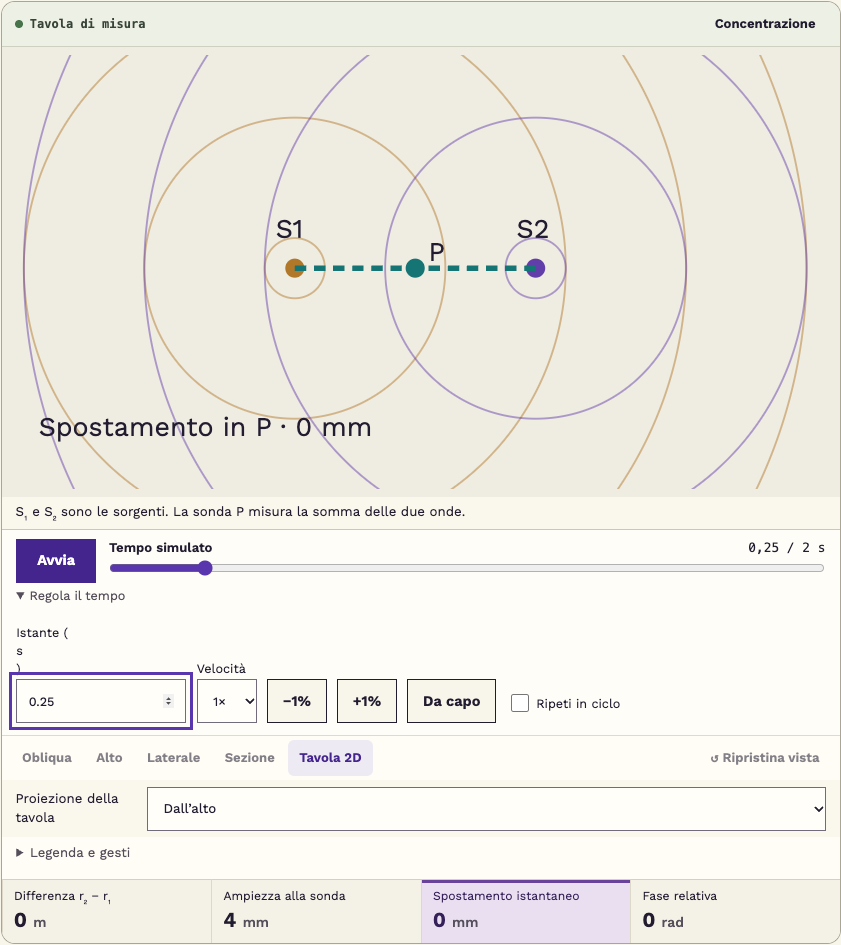 Tavola di misura
Concentrazione
S1
S2
P
Spostamento in P · 0 mm
S₁ e S₂ sono le sorgenti. La sonda P misura la somma delle due onde.
Avvia
Tempo simulato
0,25 / 2 s
▼ Regola il tempo
Istante (
s
)
Velocità
0.25
1×
−1%
+1%
Da capo
Ripeti in ciclo
Obliqua
Alto
Laterale
Sezione
Tavola 2D
↺ Ripristina vista
Proiezione della
tavola
Dall’alto
▶ Legenda e gesti
Differenza r₂ − r₁
0 m
Ampiezza alla sonda
4 mm
Spostamento istantaneo
0 mm
Fase relativa
0 rad